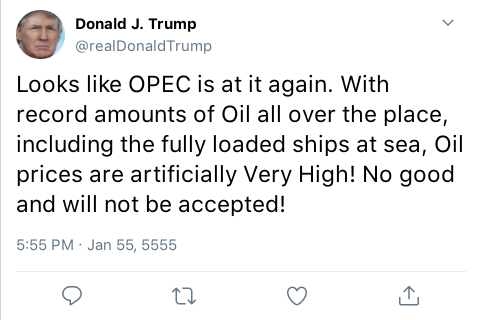 Donald J. Trump
@realDonaldTrump
Looks like OPEC is at it again. With
record amounts of Oil all over the place,
including the fully loaded ships at sea, Oil
prices are artificially Very High! No good
and will not be accepted!
5:55 PM · Jan 55, 5555